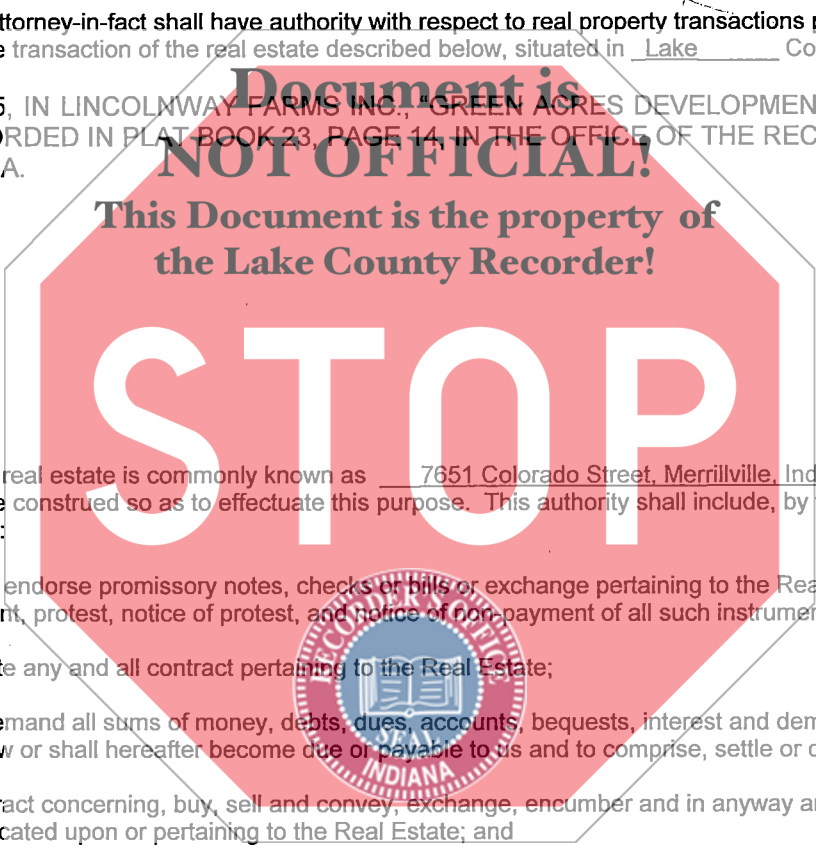 ttorney-in-fact shall have authority with respect to real property transactions p
e transaction of the real estate described below, situated in Lake Co
Document is
5, IN LINCOLNWAY FARMS INC., "GREEN ACRES DEVELOPMEN
ORDED IN PLAT BOOK 23, PAGE 14, IN THE OFFICE OF THE REC
NOT OFFICIAL!
A.
This Document is the property of
the Lake County Recorder!
STOP
real estate is commonly known as 7651 Colorado Street, Merrillville, Ind
e construed so as to effectuate this purpose. This authority shall include, by
:
endorse promissory notes, checks or bills or exchange pertaining to the Rea
nt, protest, notice of protest, and notice of non-payment of all such instrumen
te any and all contract pertaining to the Real Estate;
emand all sums of money, debts, dues, accounts, bequests, interest and dem
w or shall hereafter become due or payable to us and to comprise, settle or c
RECORDER'S OFFICE
SEAL
INDIANA
ract concerning, buy, sell and convey, exchange, encumber and in anyway a
cated upon or pertaining to the Real Estate; and